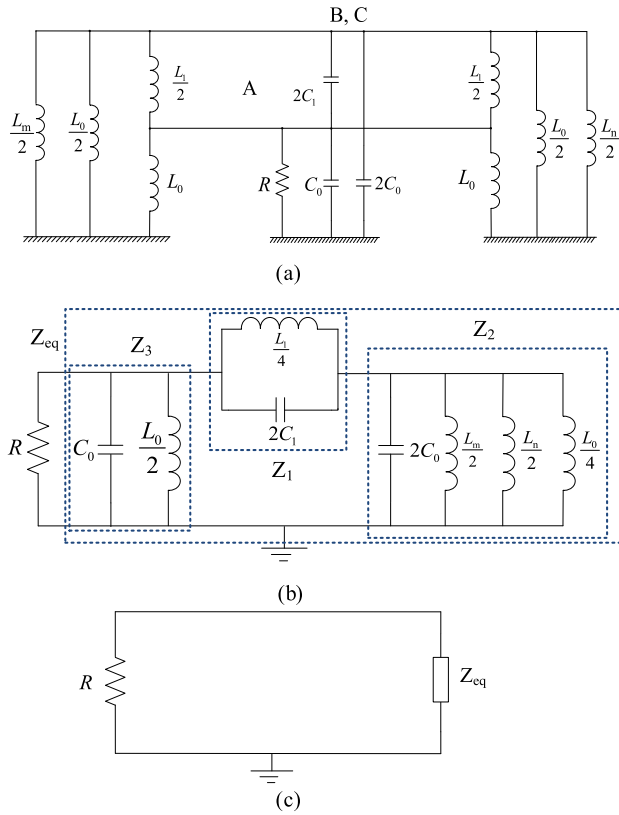 B, C
L1/2
A
2C1
L1/2
Lm/2
L0/2
L0
R
C0
2C0
L0
L0/2
Ln/2
(a)
Zeq
Z3
L1/4
Z2
R
C0
L0/2
2C1
Z1
2C0
Lm/2
Ln/2
L0/4
(b)
R
Zeq
(c)